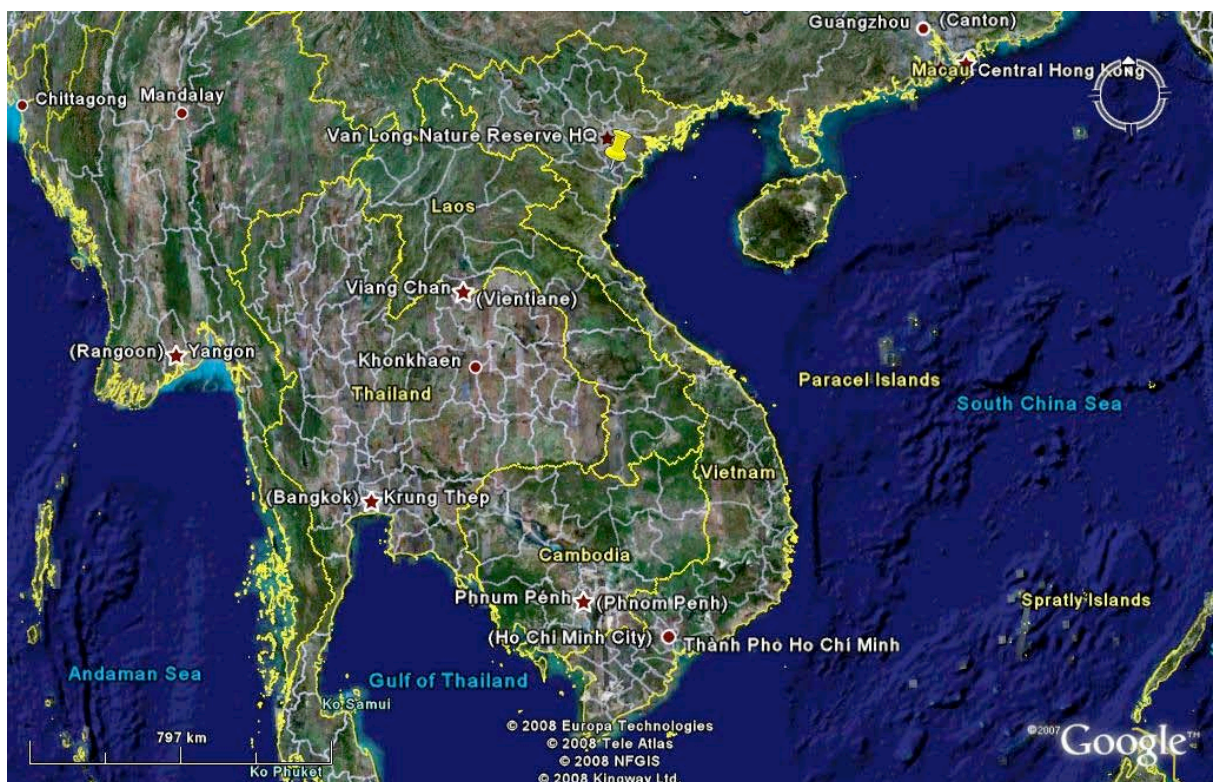 Guangzhou (Canton)
Macau Central Hong Kong
N
Chittagong
Mandalay
Van Long Nature Reserve HQ
Laos
Viang Chan (Vientiane)
(Rangoon) Yangon
Khonkhaen
Thailand
Paracel Islands
South China Sea
Vietnam
(Bangkok) Krung Thep
Cambodia
Phnum Pénh (Phnom Penh)
Spratly Islands
(Ho Chi Minh City) Thành Phỏ Ho Chí Minh
Andaman Sea
Gulf of Thailand
Ko Samui
© 2008 Europa Technologies
© 2008 Tele Atlas
© 2008 NFGIS
© 2008 Kingway Ltd.
797 km
Ko Phuket
©2007 Google™